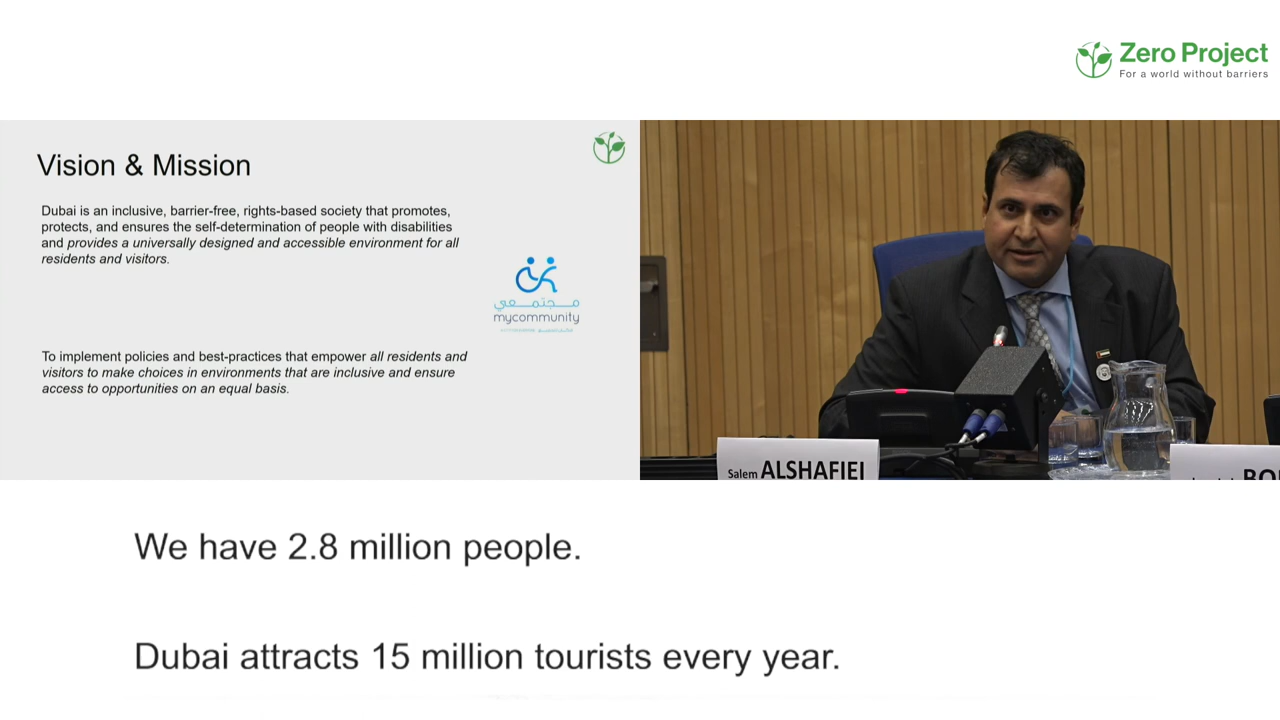 Zero Project
For a world without barriers
Vision & Mission
Dubai is an inclusive, barrier-free, rights-based society that promotes,
protects, and ensures the self-determination of people with disabilities
and provides a universally designed and accessible environment for all
residents and visitors.
مجتمعي
mycommunity
To implement policies and best-practices that empower all residents and
visitors to make choices in environments that are inclusive and ensure
access to opportunities on an equal basis.
Salem ALSHAFIEI
We have 2.8 million people.
Dubai attracts 15 million tourists every year.